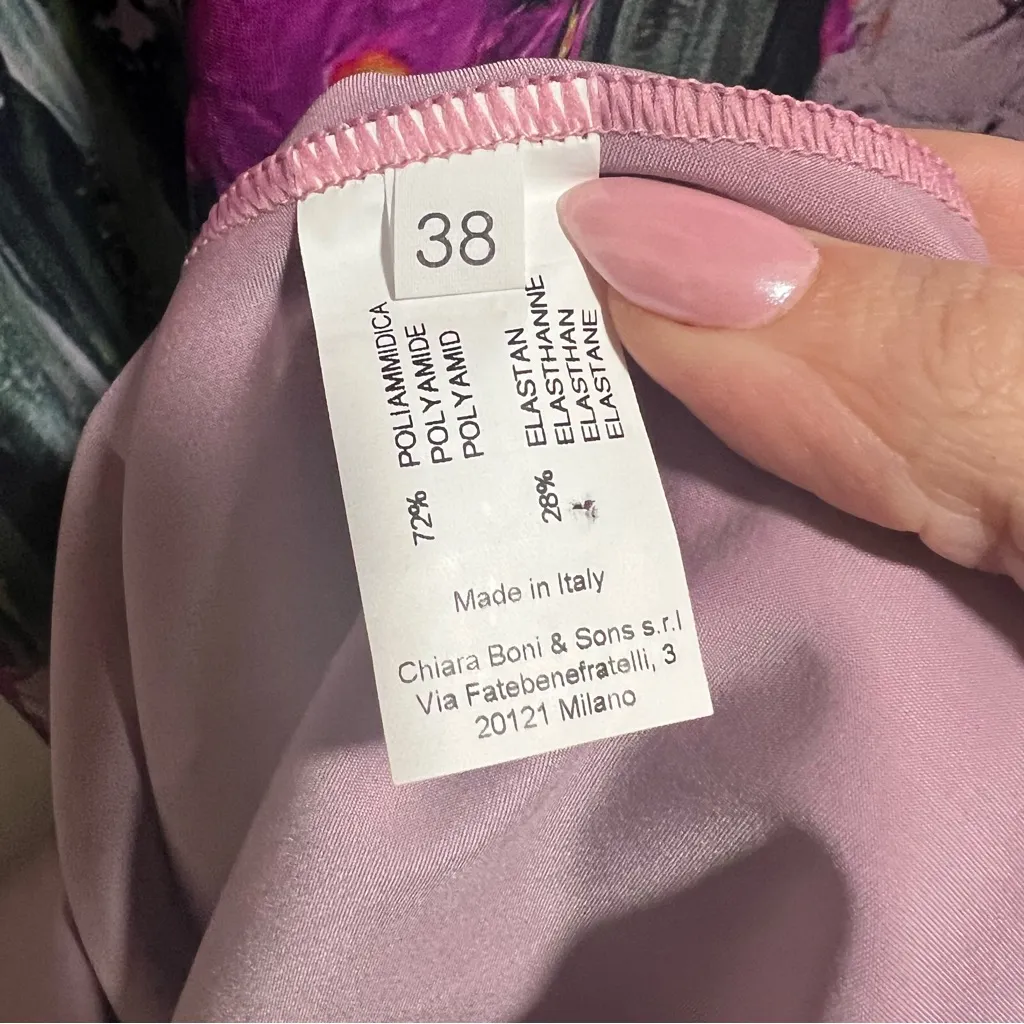 38
72% POLIAMMIDICA
POLYAMIDE
POLYAMID
28% ELASTAN
ELASTHANNE
ELASTHAN
ELASTANE
ELASTANE
Made in Italy
Chiara Boni & Sons s.r.l
Via Fatebenefratelli, 3
20121 Milano